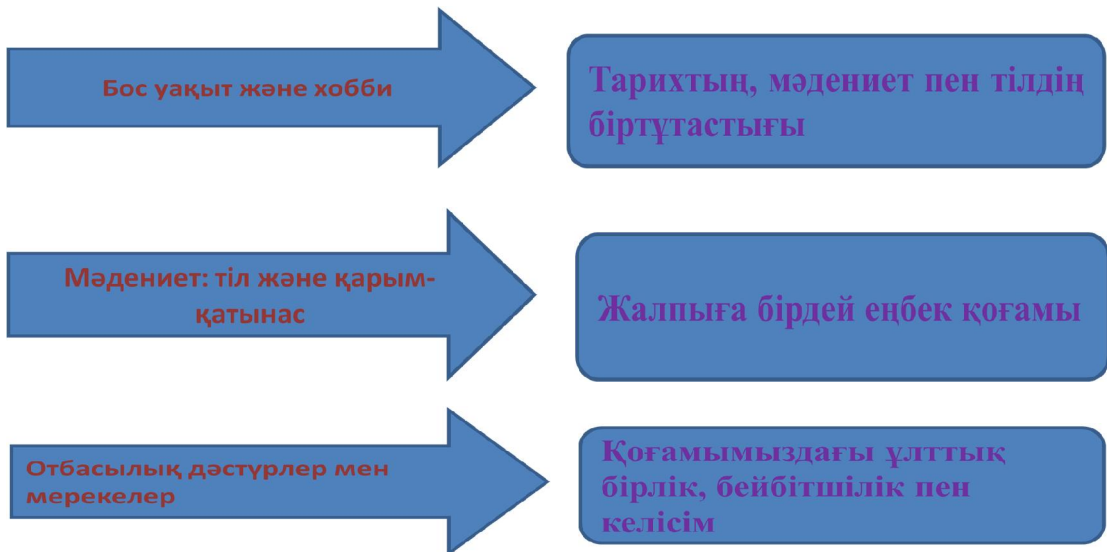 Бос уақыт және хобби
Тарихтың, мәдениет пен тілдің
біртұтастығы
Мәдениет: тіл және қарым-
қатынас
Жалпыға бірдей еңбек қоғамы
Отбасылық дәстүрлер мен
мерекелер
Қоғамымыздағы ұлттық
бірлік, бейбітшілік пен
келісім